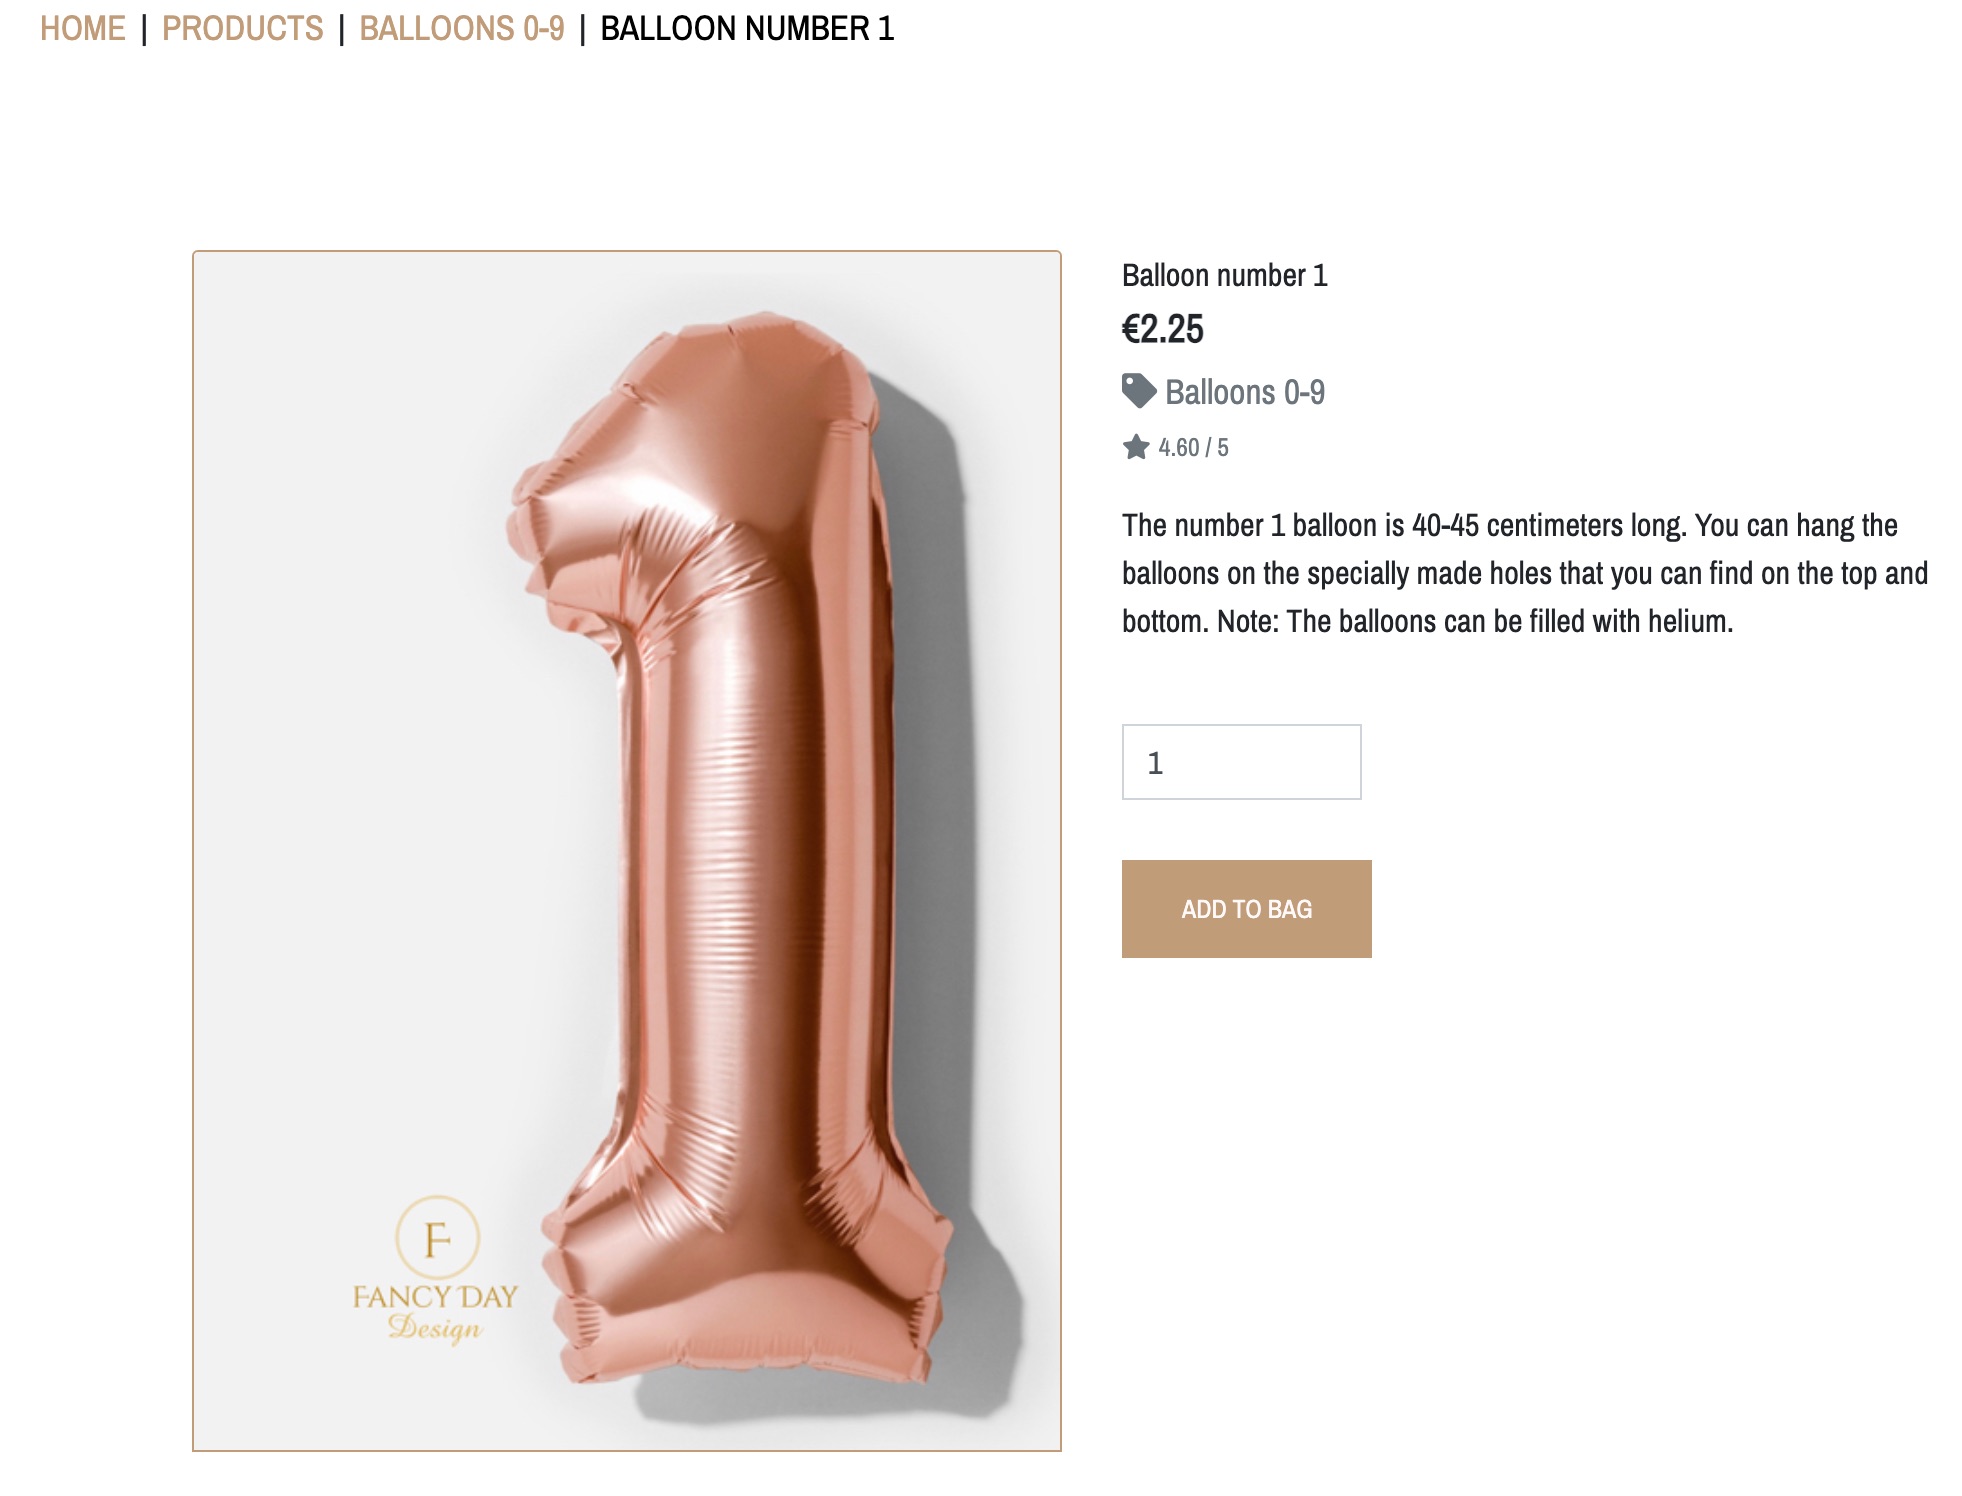 HOME | PRODUCTS | BALLOONS 0-9 | BALLOON NUMBER 1
Balloon number 1
€2.25
Balloons 0-9
4.60 / 5
The number 1 balloon is 40-45 centimeters long. You can hang the
balloons on the specially made holes that you can find on the top and
bottom. Note: The balloons can be filled with helium.
1
ADD TO BAG
F
FANCY DAY
Design